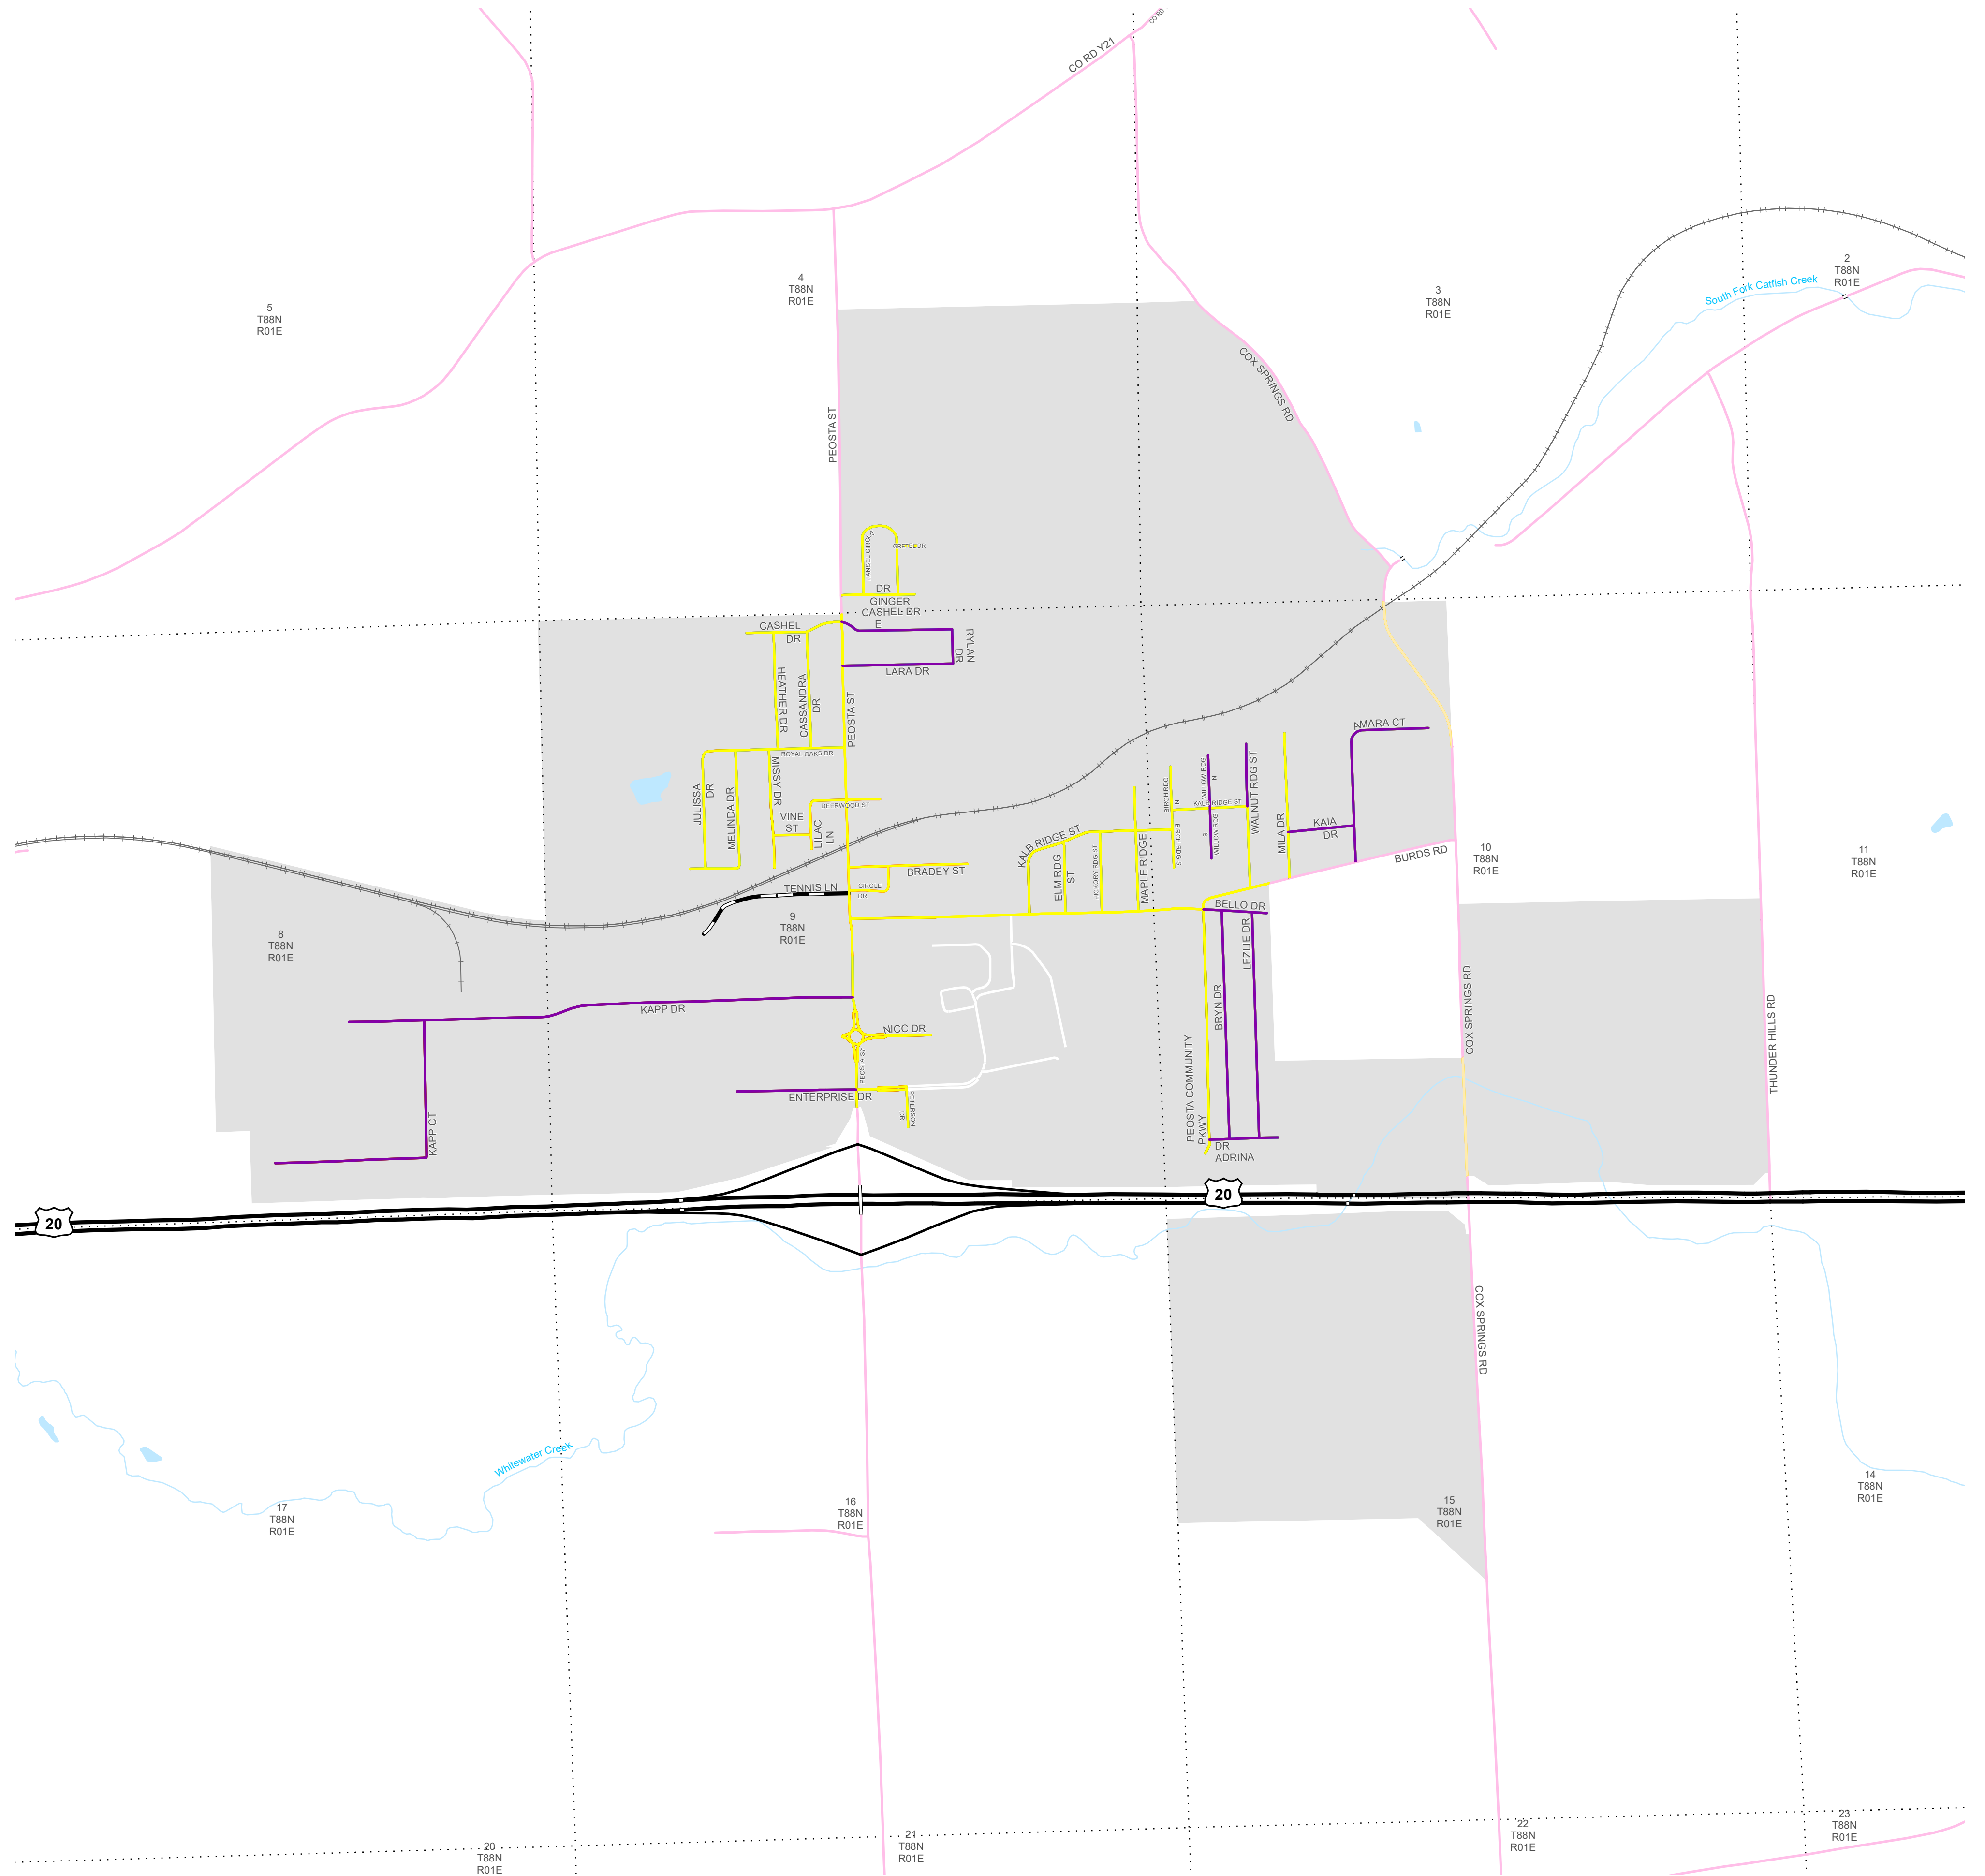 CO RD
CO RD Y21
2
T88N
R01E
4
T88N
R01E
South Fork Catfish Creek
3
T88N
R01E
5
T88N
R01E
COX SPRINGS RD
PEOSTA ST
HANSEL CIRCLE
GRETEL DR
DR
GINGER
CASHEL DR
E
CASHEL
DR
RYLAN
DR
LARA DR
HEATHER DR
CASSANDRA
DR
PEOSTA ST
AMARA CT
ROYAL OAKS DR
MISSY DR
WALNUT RDG ST
WILLOW RDG
N
BIRCH RDG
N
JULISSA
DR
MELINDA DR
DEERWOOD ST
KALB RIDGE ST
VINE
ST
LILAC
LN
KAIA
DR
MILA DR
WILLOW RDG
S
BIRCH RDG S
KALB RIDGE ST
BURDS RD
10
T88N
R01E
11
T88N
R01E
BRADEY ST
ELM RDG
ST
HICKORY RDG ST
MAPLE RIDGE
TENNIS LN
CIRCLE
DR
BELLO DR
9
T88N
R01E
8
T88N
R01E
LEZLIE DR
BRYN DR
KAPP DR
NICC DR
COX SPRINGS RD
THUNDER HILLS RD
PEOSTA ST
PEOSTA COMMUNITY
PKWY
ENTERPRISE DR
PETERSON
DR
KAPP CT
DR
ADRINA
20
20
COX SPRINGS RD
Whitewater Creek
14
T88N
R01E
17
T88N
R01E
16
T88N
R01E
15
T88N
R01E
20
T88N
R01E
21
T88N
R01E
22
T88N
R01E
23
T88N
R01E